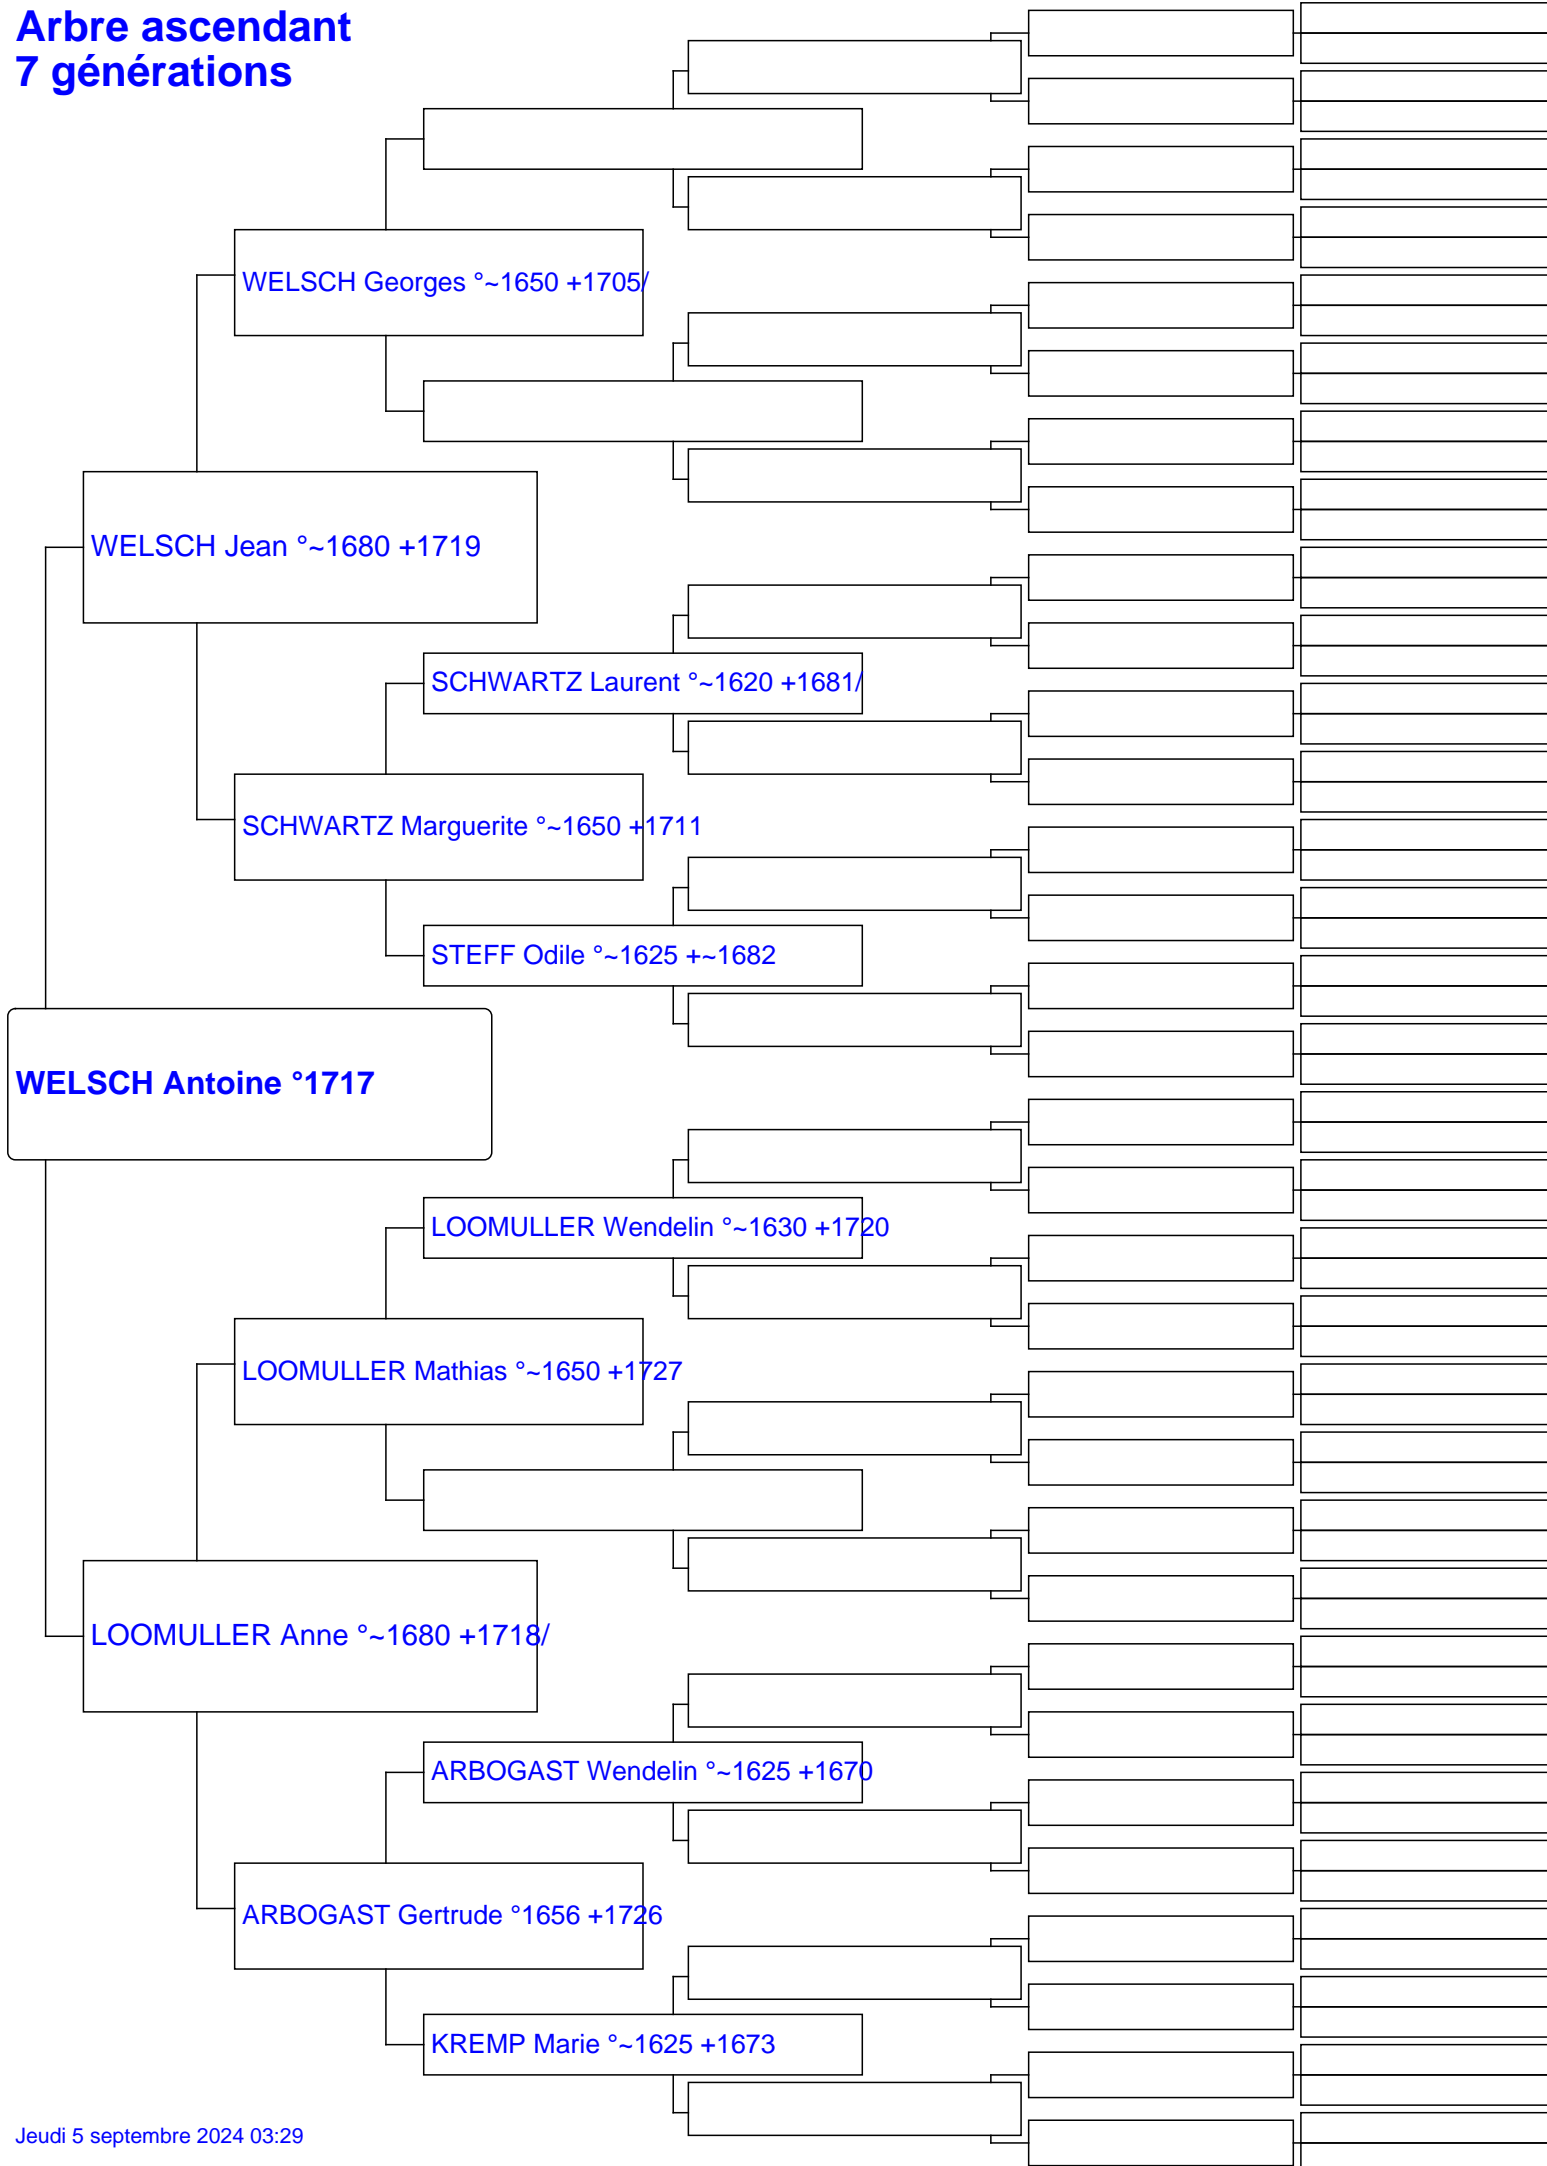 Arbre ascendant
7 générations
WELSCH Georges °~1650 +1705/
WELSCH Jean °~1680 +1719
SCHWARTZ Laurent °~1620 +1681/
SCHWARTZ Marguerite °~1650 +1711
STEFF Odile °~1625 +~1682
WELSCH Antoine °1717
LOOMULLER Wendelin °~1630 +1720
LOOMULLER Mathias °~1650 +1727
LOOMULLER Anne °~1680 +1718/
ARBOGAST Wendelin °~1625 +1670
ARBOGAST Gertrude °1656 +1726
KREMP Marie °~1625 +1673
Jeudi 5 septembre 2024 03:29